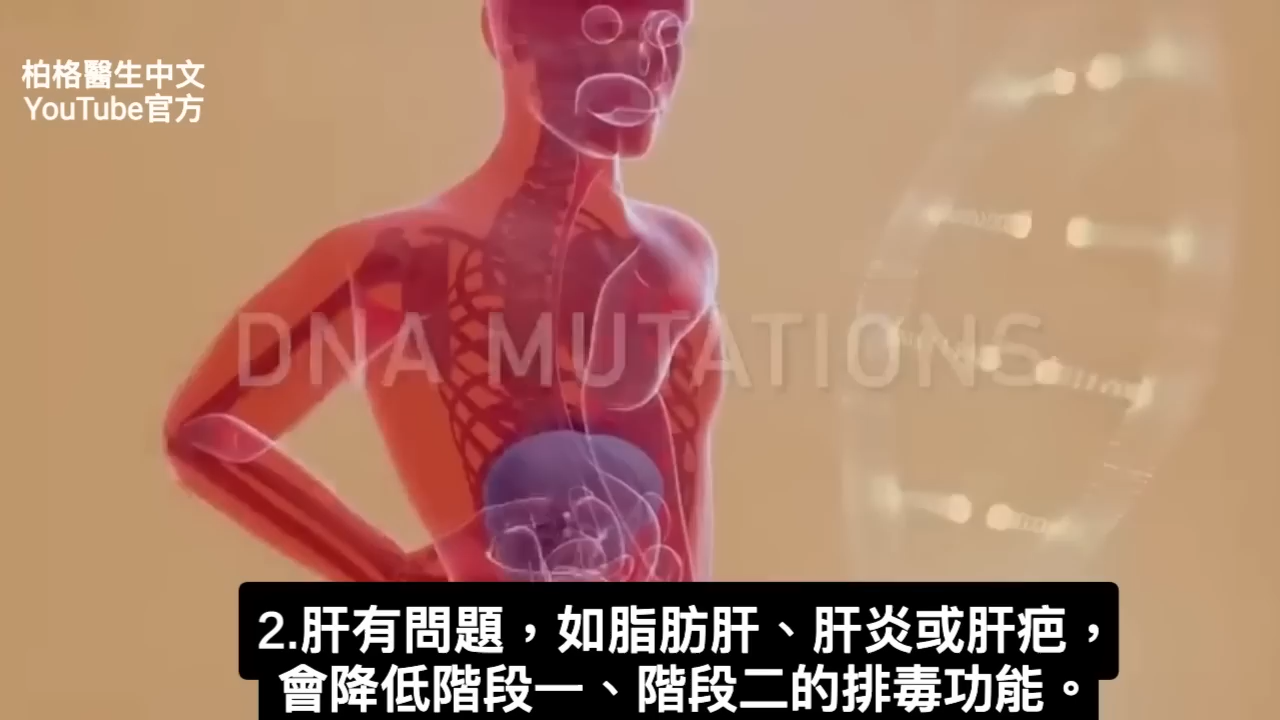 柏格醫生中文
YouTube官方
DNA MUTATIONS
2.肝有問題，如脂肪肝、肝炎或肝疤，
會降低階段一、階段二的排毒功能。